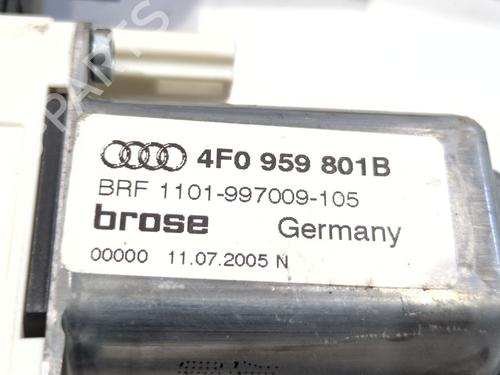 4F0 959 801B
BRF 1101-997009-105
brose Germany
00000 11.07.2005 N